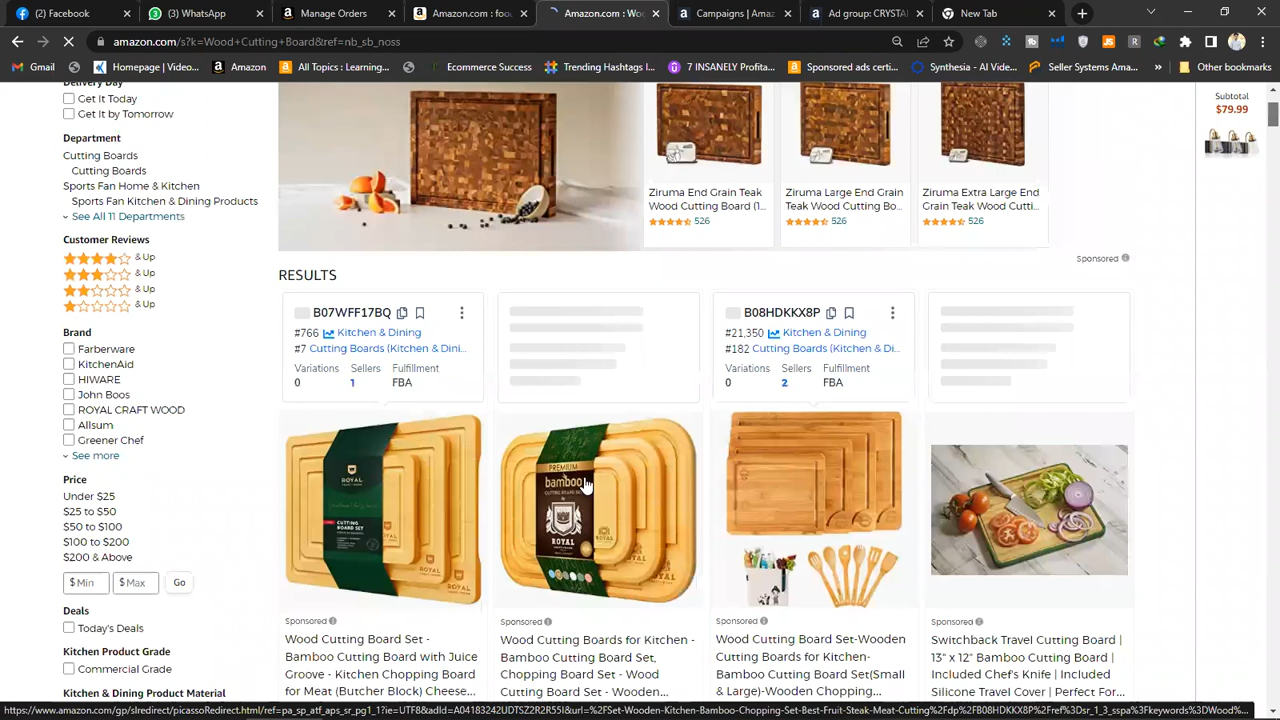 (2) Facebook
(3) WhatsApp
Manage Orders
Amazon.com : foo
Amazon.com : Wo
Campaigns | Amaz
Ad group: CRYSTA
New Tab
amazon.com/s?k=Wood+Cutting+Board&ref=nb_sb_noss
Gmail
Homepage | Video...
Amazon
All Topics : Learning...
Ecommerce Success
Trending Hashtags I...
7 INSANELY Profita...
Sponsored ads certi...
Synthesia - AI Video...
Seller Systems Ama...
Other bookmarks
Delivery Day
Get It Today
Get It by Tomorrow
Department
Cutting Boards
Cutting Boards
Sports Fan Home & Kitchen
Sports Fan Kitchen & Dining Products
See All 11 Departments
Customer Reviews
& Up
& Up
& Up
& Up
Brand
Farberware
KitchenAid
HIWARE
John Boos
ROYAL CRAFT WOOD
Allsum
Greener Chef
See more
Price
Under $25
$25 to $50
$50 to $100
$100 to $200
$200 & Above
$ Min
$ Max
Go
Deals
Today's Deals
Kitchen Product Grade
Commercial Grade
Kitchen & Dining Product Material
Ziruma End Grain Teak
Wood Cutting Board (1...
526
Ziruma Large End Grain
Teak Wood Cutting Bo...
526
Ziruma Extra Large End
Grain Teak Wood Cutti...
526
Sponsored
Subtotal
$79.99
RESULTS
B07WFF17BQ
#766 Kitchen & Dining
#7 Cutting Boards (Kitchen & Dini...
Variations Sellers Fulfillment
0 1 FBA
B08HDKKX8P
#21,350 Kitchen & Dining
#182 Cutting Boards (Kitchen & Di...
Variations Sellers Fulfillment
0 2 FBA
ROYAL
CUTTING
BOARD SET
ROYAL
PREMIUM
bamboo
ROYAL
Sponsored
Wood Cutting Board Set -
Bamboo Cutting Board with Juice
Groove - Kitchen Chopping Board
for Meat (Butcher Block) Cheese...
Sponsored
Wood Cutting Boards for Kitchen -
Bamboo Cutting Board Set,
Chopping Board Set - Wood
Cutting Boards Set - Wooden...
Sponsored
Wood Cutting Board Set-Wooden
Cutting Boards for Kitchen-
Bamboo Cutting Board Set(Small
& Large)-Wooden Chopping...
Sponsored
Switchback Travel Cutting Board |
13" x 12" Bamboo Cutting Board |
Included Chef's Knife | Included
Silicone Travel Cover | Perfect For...
https://www.amazon.com/gp/slredirect/picassoRedirect.html/ref=pa_sp_atf_aps_sr_pg1_1?ie=UTF8&adId=A04183242UDTSZ2R2R55I&url=%2FSet-Wooden-Kitchen-Bamboo-Chopping-Set-Best-Fruit-Steak-Meat-Cutting%2Fdp%2FB08HDKKX8P%2Fref%3Dsr_1_3_sspa%3Fkeywords%3DWood%...